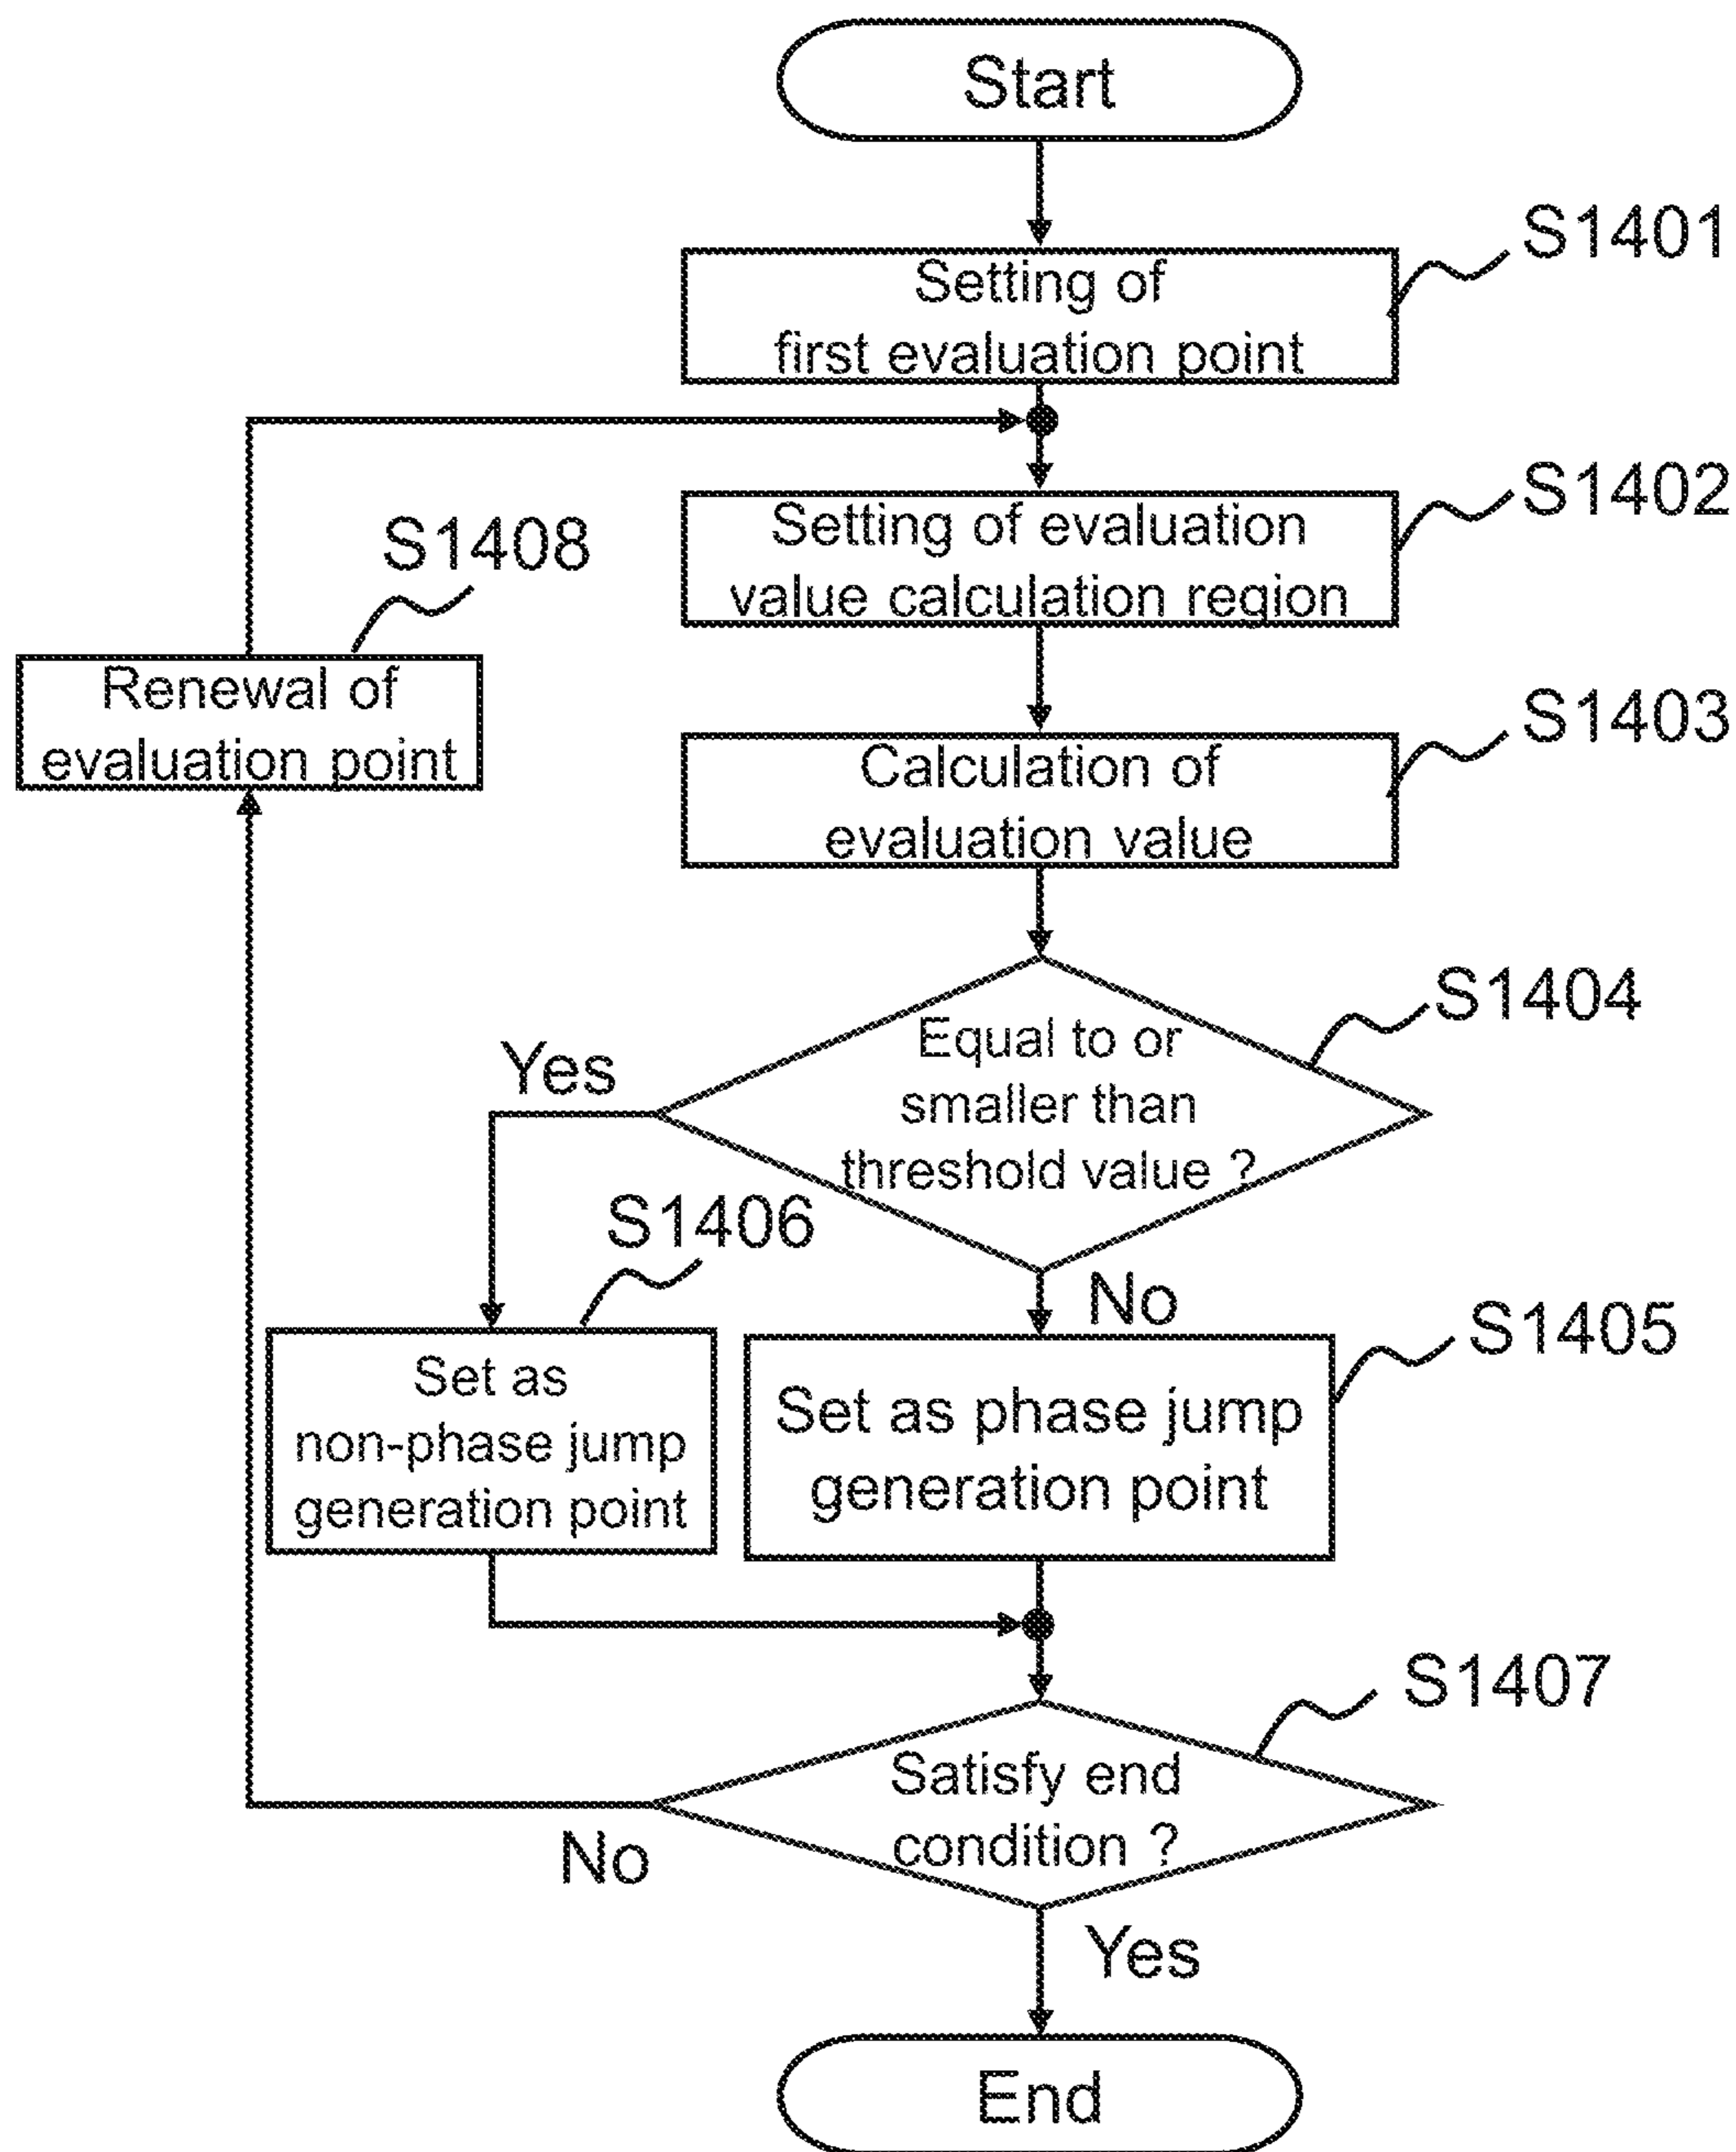 Start
S1401
Setting of
first evaluation point
S1402
Setting of evaluation
value calculation region
S1408
Renewal of
evaluation point
S1403
Calculation of
evaluation value
S1404
Equal to or
smaller than
threshold value ?
Yes
No
S1406
Set as
non-phase jump
generation point
S1405
Set as phase jump
generation point
S1407
Satisfy end
condition ?
No
Yes
End